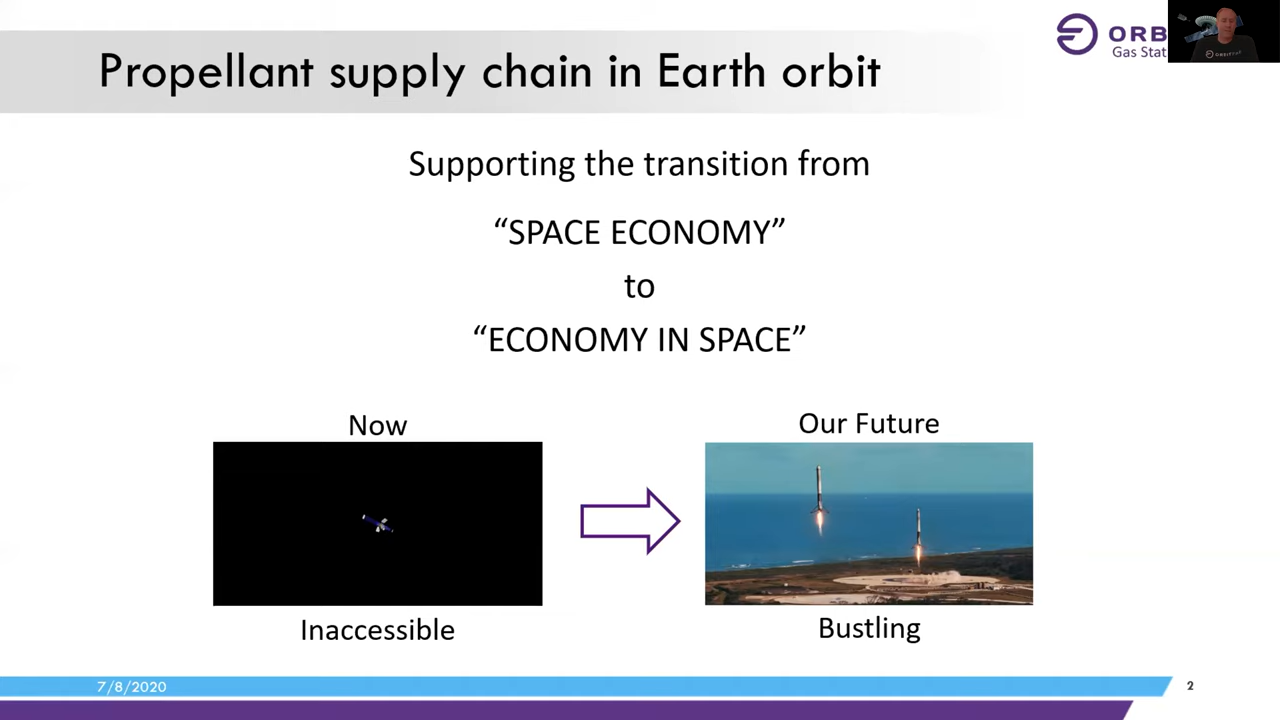 Propellant supply chain in Earth orbit
ORB
Gas Stat
Supporting the transition from
“SPACE ECONOMY”
to
“ECONOMY IN SPACE”
Now
Our Future
Inaccessible
Bustling
7/8/2020
2